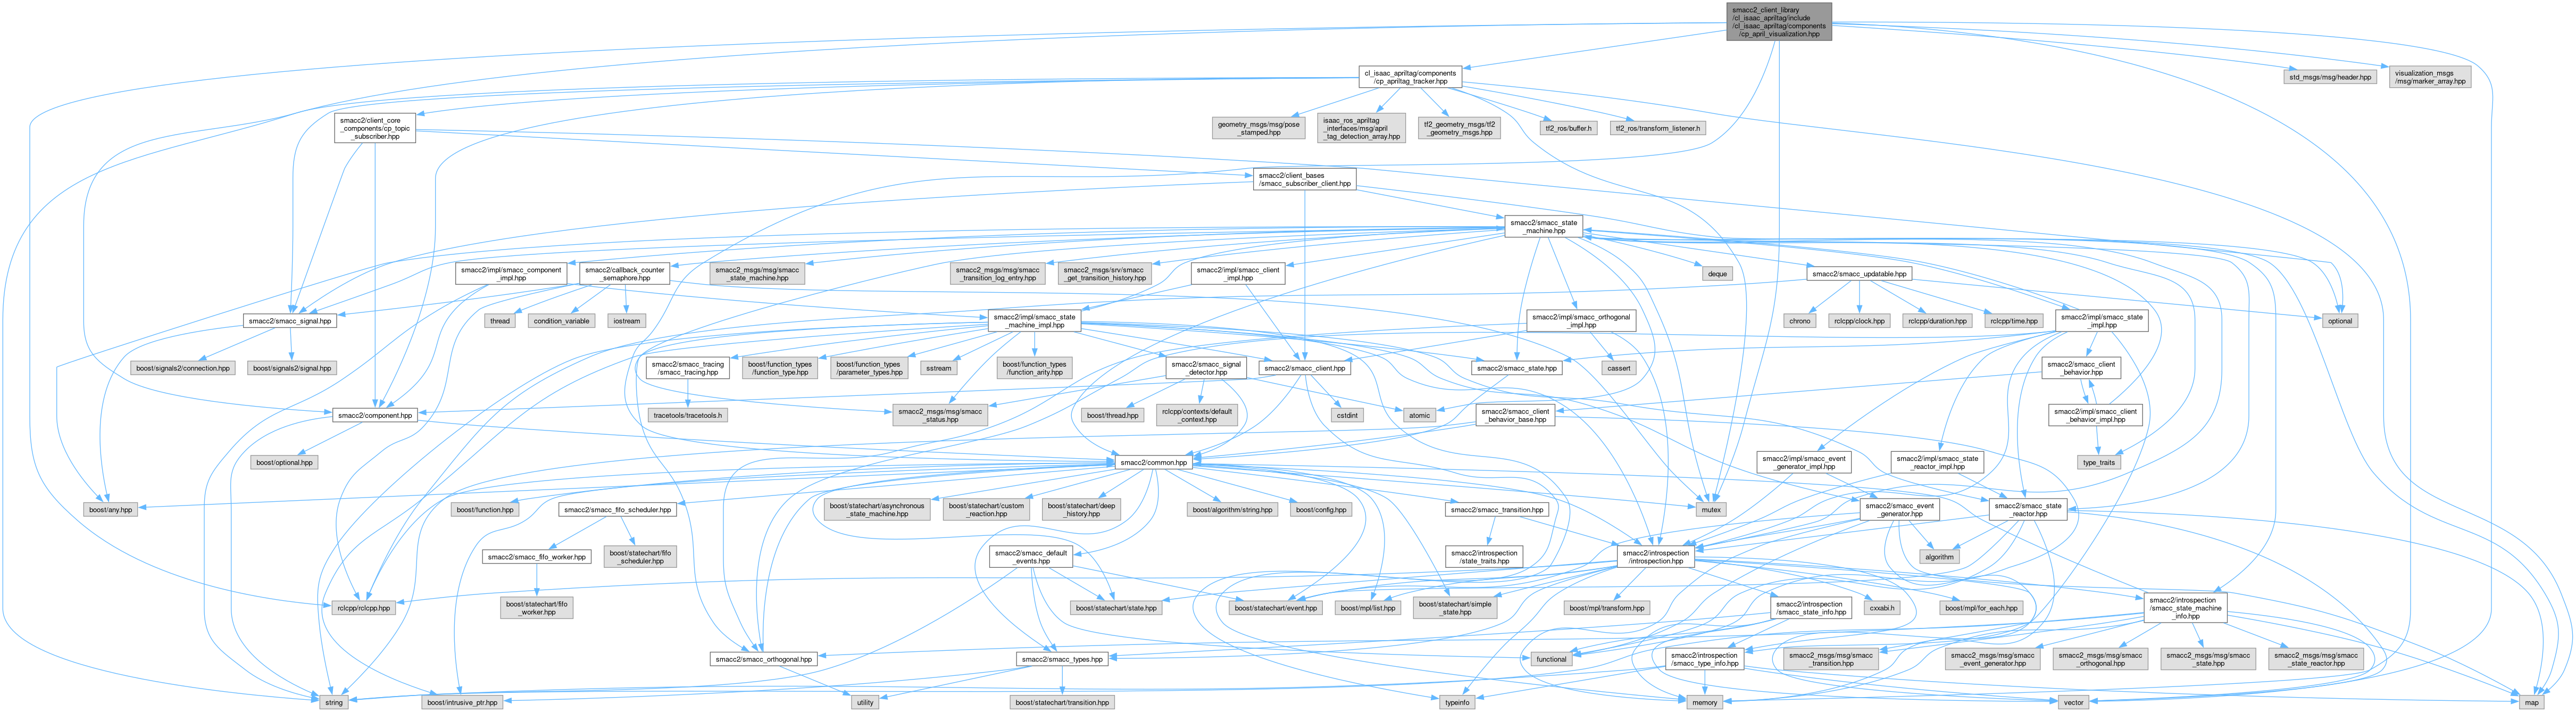 smacc2_client_library
/cl_isaac_apriltag/include
/cl_isaac_apriltag/components
/cp_april_visualization.hpp
cl_isaac_apriltag/components
/cp_apriltag_tracker.hpp
std_msgs/msg/header.hpp
visualization_msgs
/msg/marker_array.hpp
smacc2/client_core
_components/cp_topic
_subscriber.hpp
geometry_msgs/msg/pose
_stamped.hpp
isaac_ros_apriltag
_interfaces/msg/april
_tag_detection_array.hpp
tf2_geometry_msgs/tf2
_geometry_msgs.hpp
tf2_ros/buffer.h
tf2_ros/transform_listener.h
smacc2/client_bases
/smacc_subscriber_client.hpp
smacc2/smacc_state
_machine.hpp
smacc2/impl/smacc_component
_impl.hpp
smacc2/callback_counter
_semaphore.hpp
smacc2_msgs/msg/smacc
_state_machine.hpp
smacc2_msgs/msg/smacc
_transition_log_entry.hpp
smacc2_msgs/srv/smacc
_get_transition_history.hpp
smacc2/impl/smacc_client
_impl.hpp
deque
smacc2/smacc_updatable.hpp
smacc2/smacc_signal.hpp
thread
condition_variable
iostream
smacc2/impl/smacc_state
_machine_impl.hpp
smacc2/impl/smacc_orthogonal
_impl.hpp
chrono
rclcpp/clock.hpp
rclcpp/duration.hpp
rclcpp/time.hpp
smacc2/impl/smacc_state
_impl.hpp
optional
boost/signals2/connection.hpp
boost/signals2/signal.hpp
smacc2/smacc_tracing
/smacc_tracing.hpp
boost/function_types
/function_type.hpp
boost/function_types
/parameter_types.hpp
sstream
boost/function_types
/function_arity.hpp
smacc2/smacc_signal
_detector.hpp
smacc2/smacc_client.hpp
smacc2/smacc_state.hpp
cassert
smacc2/smacc_client
_behavior.hpp
smacc2/component.hpp
tracetools/tracetools.h
smacc2_msgs/msg/smacc
_status.hpp
boost/thread.hpp
rclcpp/contexts/default
_context.hpp
atomic
cstdint
smacc2/smacc_client
_behavior_base.hpp
smacc2/impl/smacc_client
_behavior_impl.hpp
boost/optional.hpp
smacc2/common.hpp
smacc2/impl/smacc_event
_generator_impl.hpp
smacc2/impl/smacc_state
_reactor_impl.hpp
type_traits
boost/any.hpp
boost/function.hpp
smacc2/smacc_fifo_scheduler.hpp
boost/statechart/asynchronous
_state_machine.hpp
boost/statechart/custom
_reaction.hpp
boost/statechart/deep
_history.hpp
boost/algorithm/string.hpp
boost/config.hpp
smacc2/smacc_transition.hpp
mutex
smacc2/smacc_event
_generator.hpp
smacc2/smacc_state
_reactor.hpp
smacc2/smacc_fifo_worker.hpp
boost/statechart/fifo
_scheduler.hpp
smacc2/smacc_default
_events.hpp
smacc2/introspection
/state_traits.hpp
smacc2/introspection
/introspection.hpp
algorithm
rclcpp/rclcpp.hpp
boost/statechart/fifo
_worker.hpp
boost/statechart/state.hpp
boost/statechart/event.hpp
boost/mpl/list.hpp
boost/statechart/simple
_state.hpp
boost/mpl/transform.hpp
smacc2/introspection
/smacc_state_info.hpp
cxxabi.h
boost/mpl/for_each.hpp
smacc2/introspection
/smacc_state_machine
_info.hpp
smacc2/smacc_orthogonal.hpp
smacc2/smacc_types.hpp
functional
smacc2/introspection
/smacc_type_info.hpp
smacc2_msgs/msg/smacc
_transition.hpp
smacc2_msgs/msg/smacc
_event_generator.hpp
smacc2_msgs/msg/smacc
_orthogonal.hpp
smacc2_msgs/msg/smacc
_state.hpp
smacc2_msgs/msg/smacc
_state_reactor.hpp
string
boost/intrusive_ptr.hpp
utility
boost/statechart/transition.hpp
typeinfo
memory
vector
map